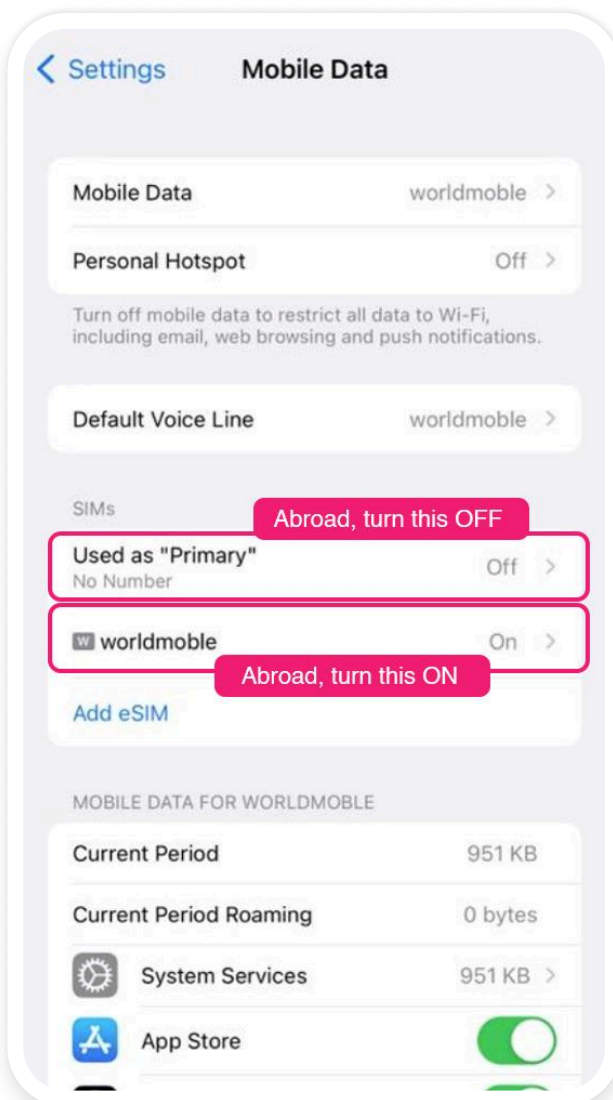 Settings
Mobile Data
Mobile Data worldmoble
Personal Hotspot Off
Turn off mobile data to restrict all data to Wi-Fi,
including email, web browsing and push notifications.
Default Voice Line worldmoble
SIMs
Abroad, turn this OFF
Used as "Primary" Off
No Number
W worldmoble On
Abroad, turn this ON
Add eSIM
MOBILE DATA FOR WORLDMOBLE
Current Period 951 KB
Current Period Roaming 0 bytes
System Services 951 KB
App Store